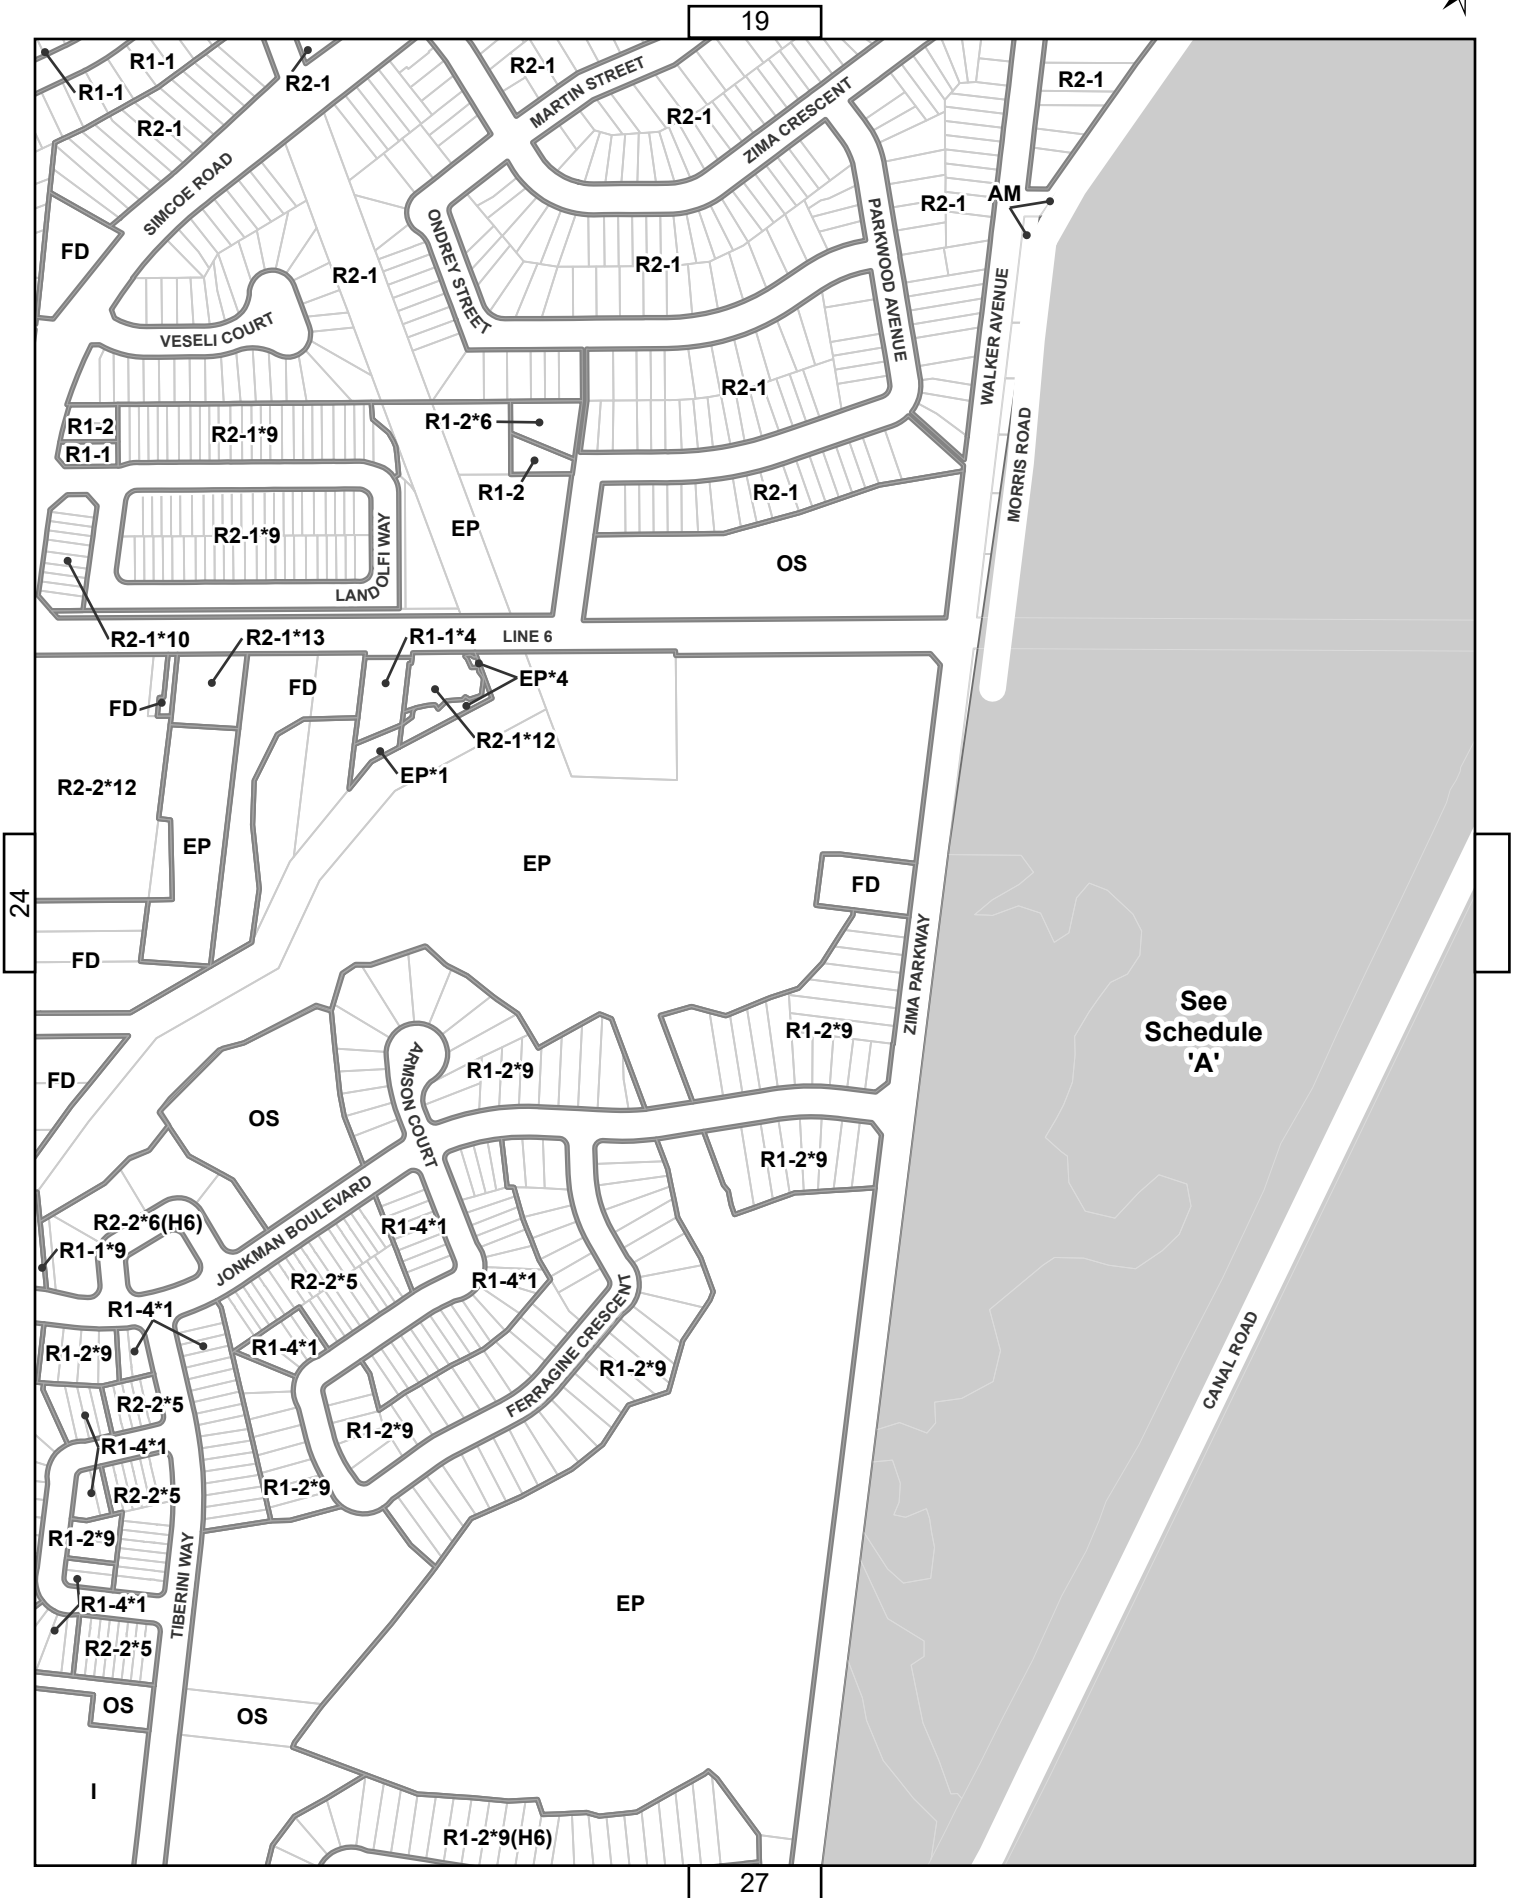 19
R1-1
R1-1
R2-1
R2-1
R2-1
MARTIN STREET
R2-1
R2-1
ZIMA CRESCENT
SIMCOE ROAD
FD
AM
R2-1
ONDREY STREET
R2-1
R2-1
PARKWOOD AVENUE
WALKER AVENUE
VESELI COURT
R2-1
R1-2
R1-1
R2-1*9
R1-2*6
MORRIS ROAD
R1-2
R2-1
R2-1*9
LANDOLFI WAY
EP
OS
R2-1*10
R2-1*13
R1-1*4
LINE 6
FD
FD
EP*4
R2-1*12
EP*1
R2-2*12
EP
EP
FD
24
FD
ZIMA PARKWAY
See
Schedule
'A'
R1-2*9
FD
R1-2*9
OS
ARMSON COURT
R1-2*9
JONKMAN BOULEVARD
R2-2*6(H6)
R1-4*1
R1-1*9
R2-2*5
R1-4*1
R1-4*1
FERRAGINE CRESCENT
CANAL ROAD
R1-2*9
R1-4*1
R1-2*9
R2-2*5
R1-2*9
R1-4*1
R1-2*9
R2-2*5
R1-2*9
TIBERINI WAY
R1-4*1
EP
R2-2*5
OS
OS
I
R1-2*9(H6)
27